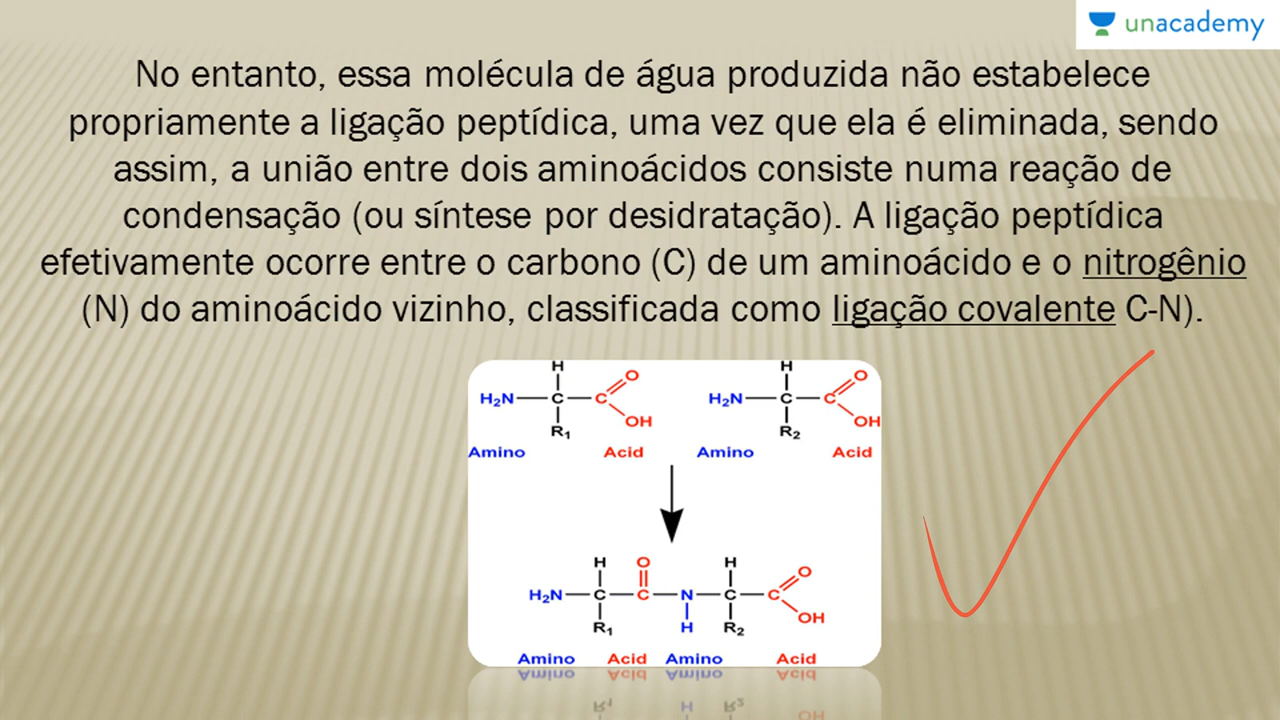 unacademy
No entanto, essa molécula de água produzida não estabelece
propriamente a ligação peptídica, uma vez que ela é eliminada, sendo
assim, a união entre dois aminoácidos consiste numa reação de
condensação (ou síntese por desidratação). A ligação peptídica
efetivamente ocorre entre o carbono (C) de um aminoácido e o nitrogênio
(N) do aminoácido vizinho, classificada como ligação covalente C-N).
H O H O
H₂N C C H₂N C C
OH OH
R₁ R₂
Amino Acid Amino Acid
H O H O
H₂N C C N C C
OH
R₁ H R₂
Amino Acid Amino Acid